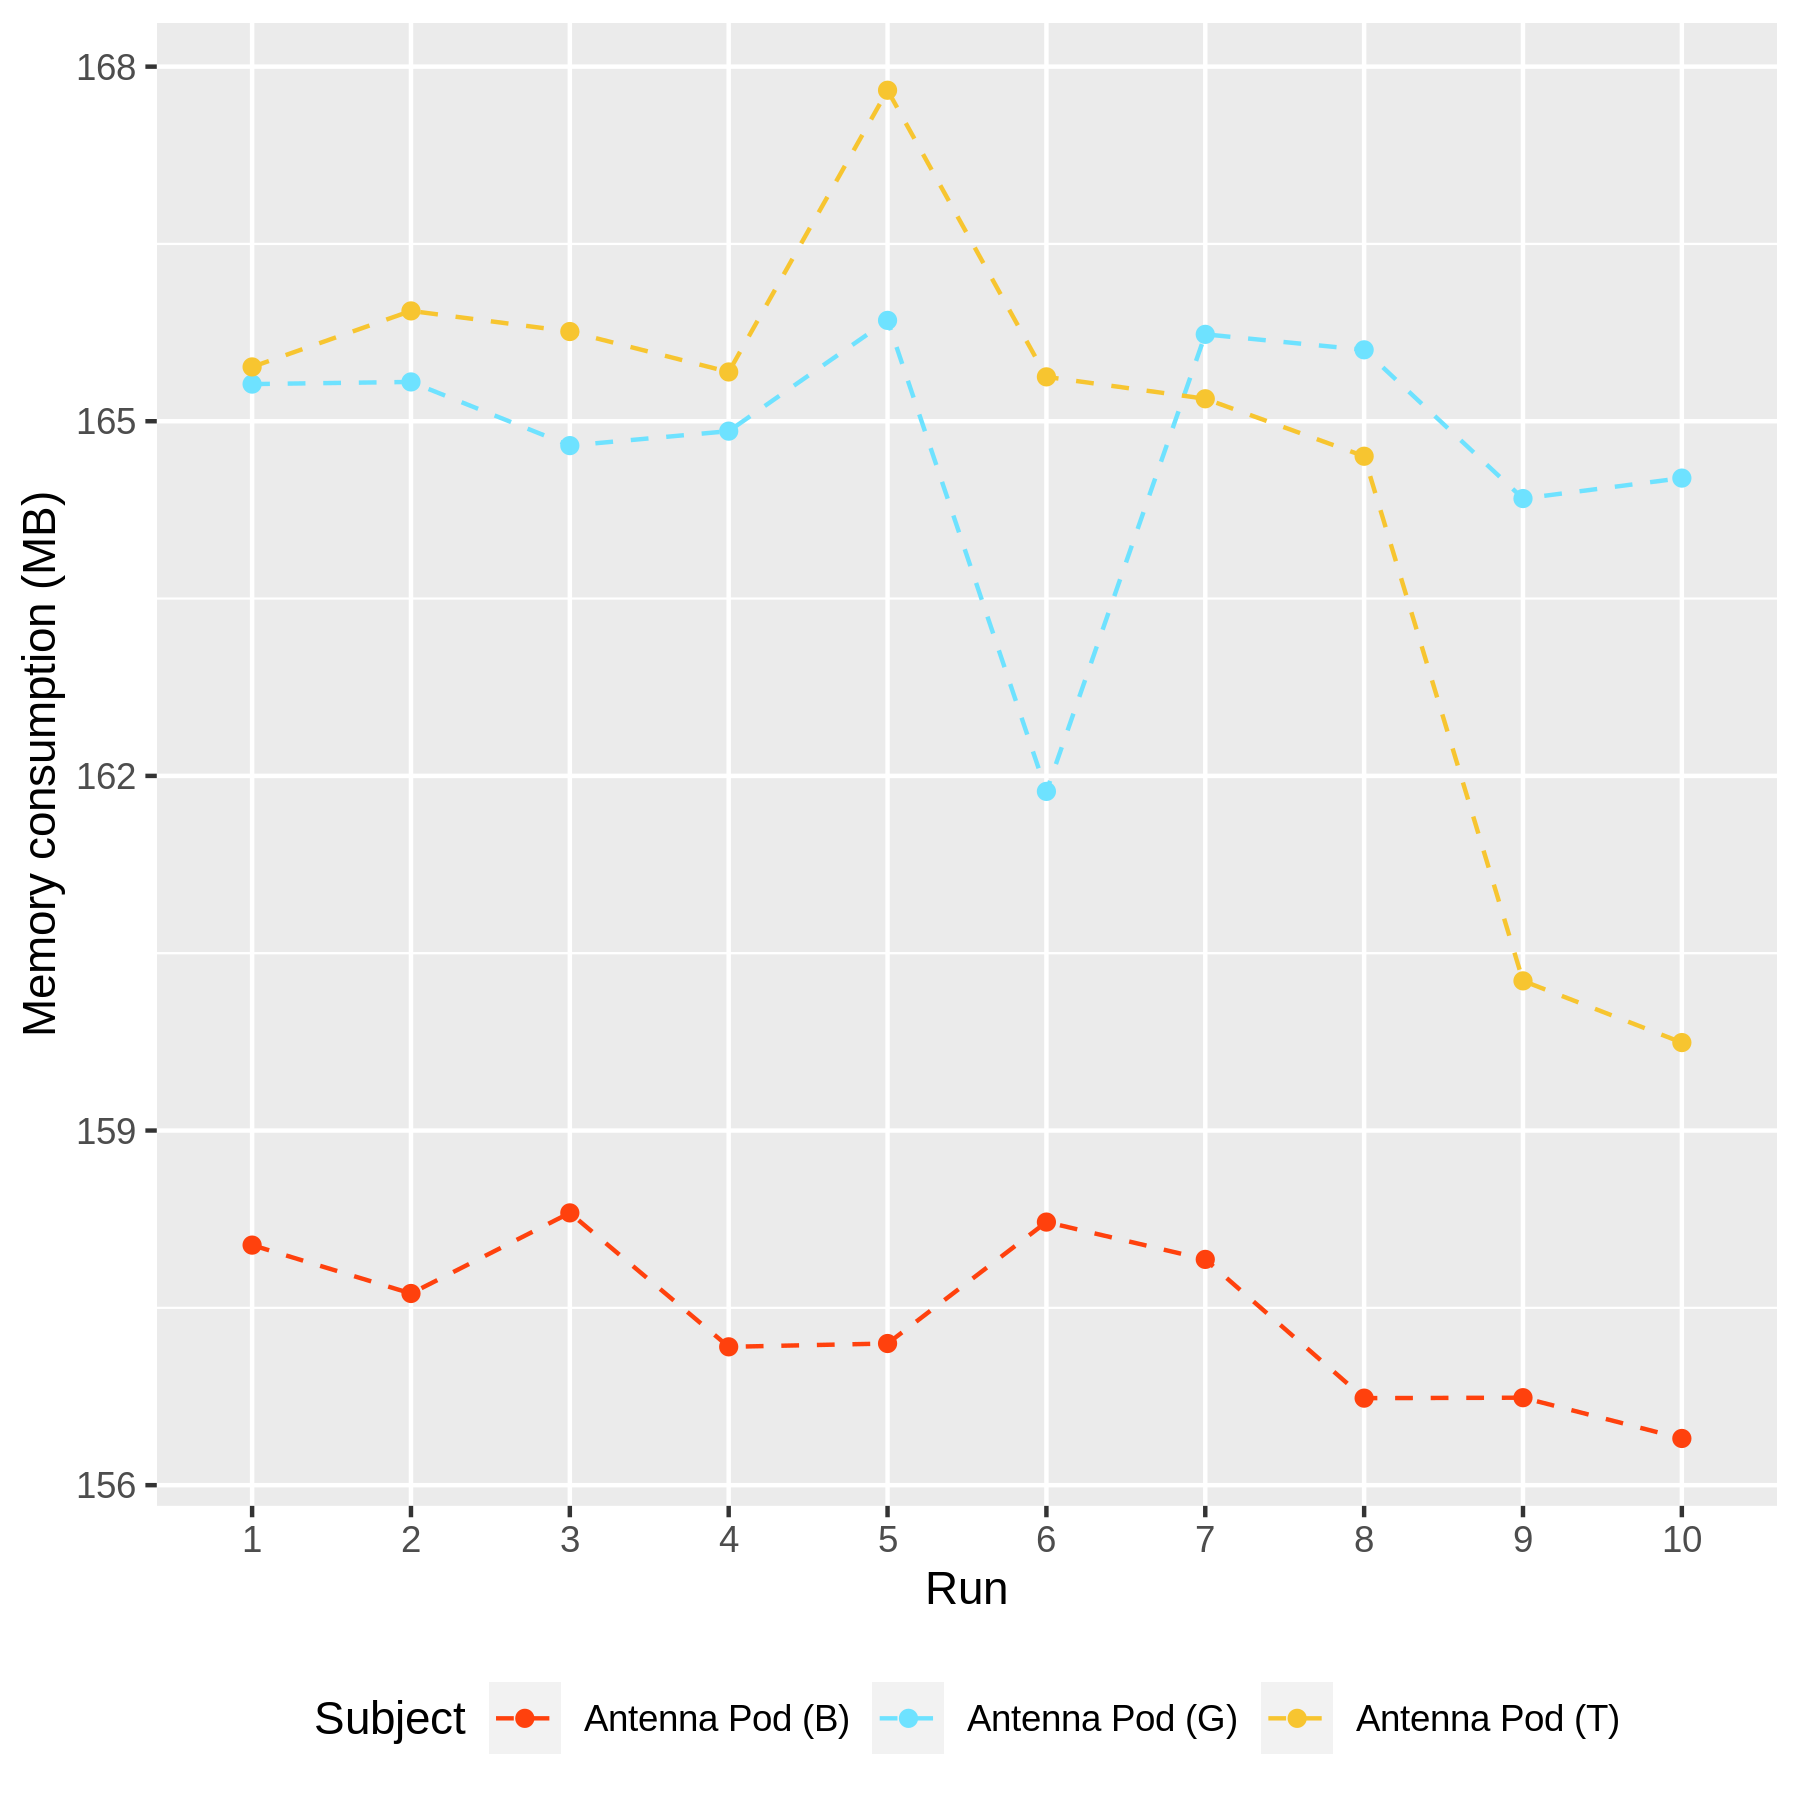 168
165
162
159
156
Memory consumption (MB)
1 2 3 4 5 6 7 8 9 10
Run
Subject Antenna Pod (B) Antenna Pod (G) Antenna Pod (T)